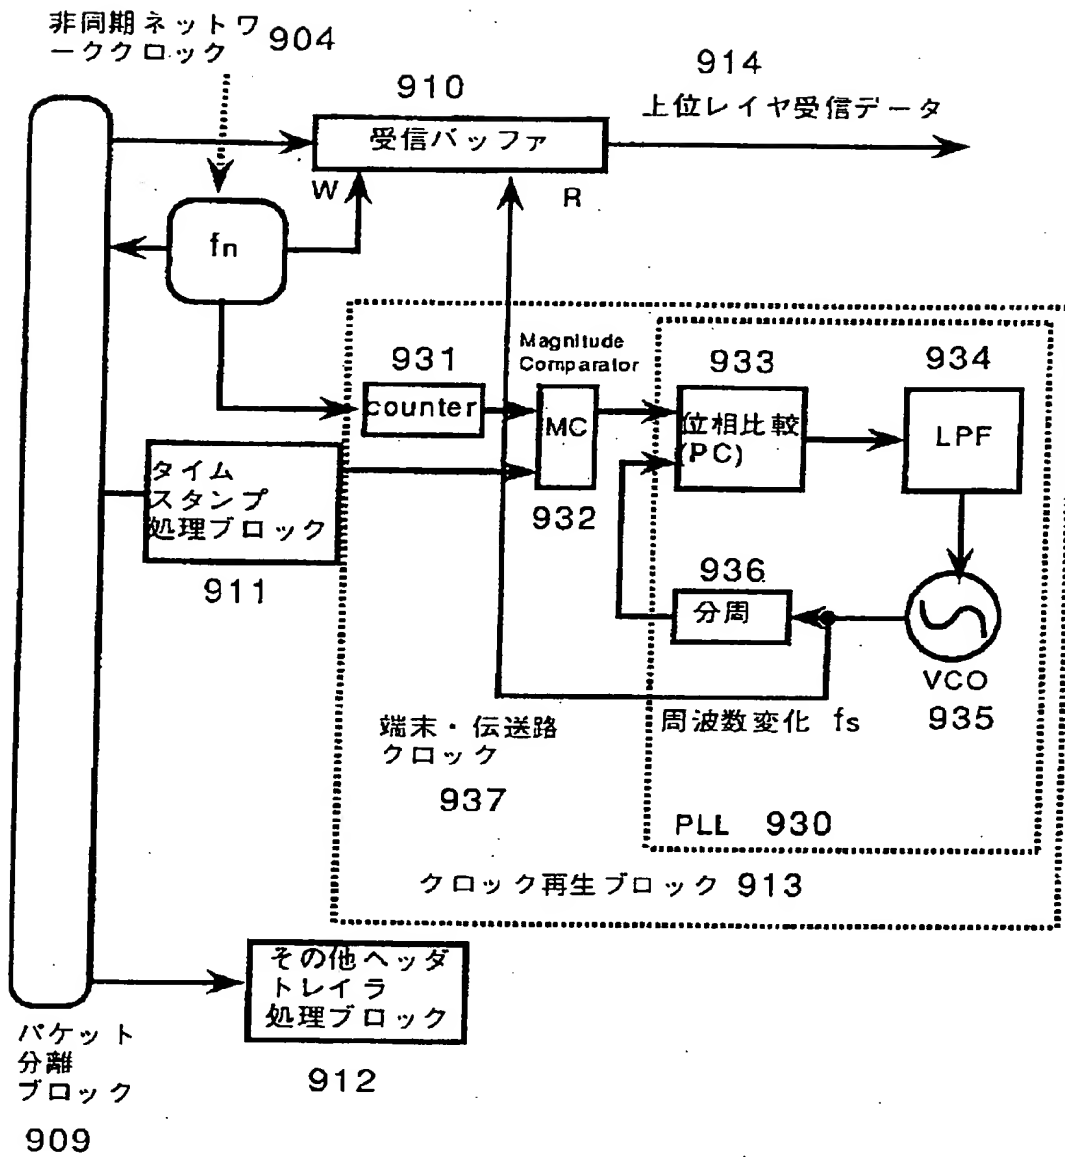 非同期ネットワ
ーククロック
904
914
910
上位レイヤ受信データ
受信バッファ
W
R
fn
Magnitude
Comparator
931
933
934
counter
MC
位相比較
(PC)
LPF
タイム
スタンプ
処理ブロック
932
911
936
分周
VCO
935
端末・伝送路
クロック
937
周波数変化 fs
PLL 930
クロック再生ブロック 913
その他ヘッダ
トレイラ
処理ブロック
912
パケット
分離
ブロック
909